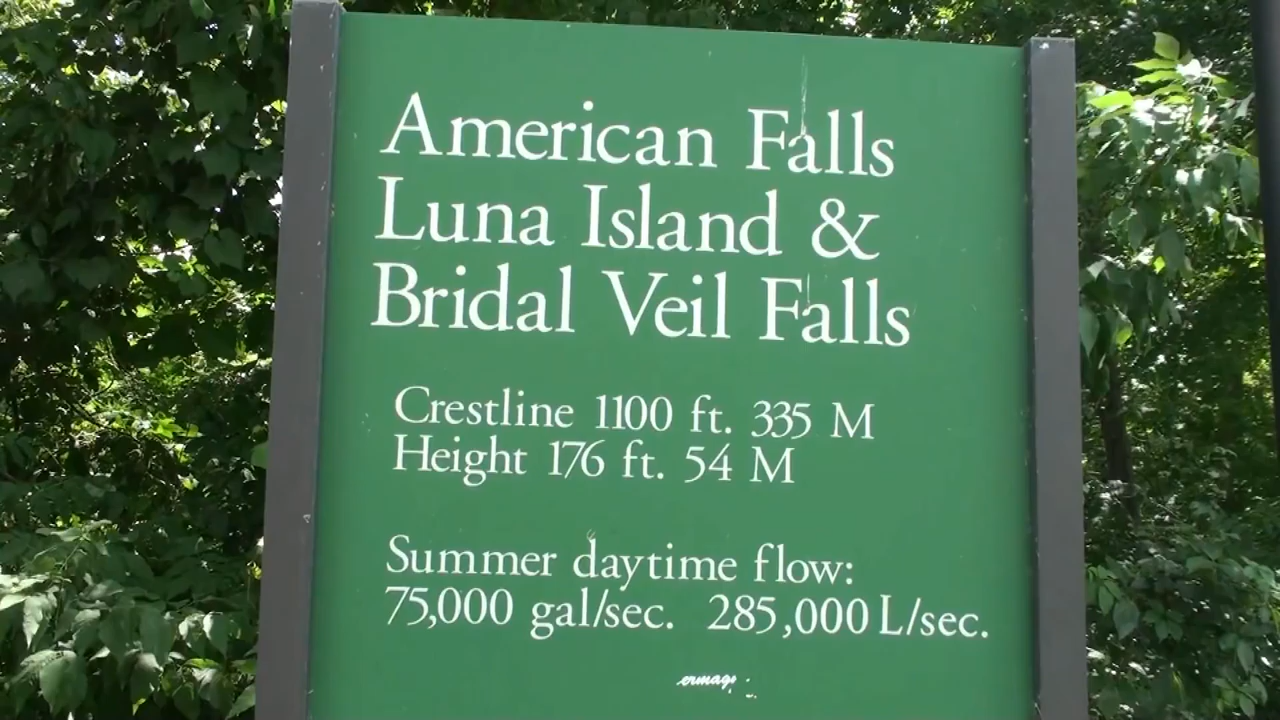 American Falls
Luna Island &
Bridal Veil Falls
Crestline 1100 ft. 335 M
Height 176 ft. 54 M
Summer daytime flow:
75,000 gal/sec. 285,000 L/sec.